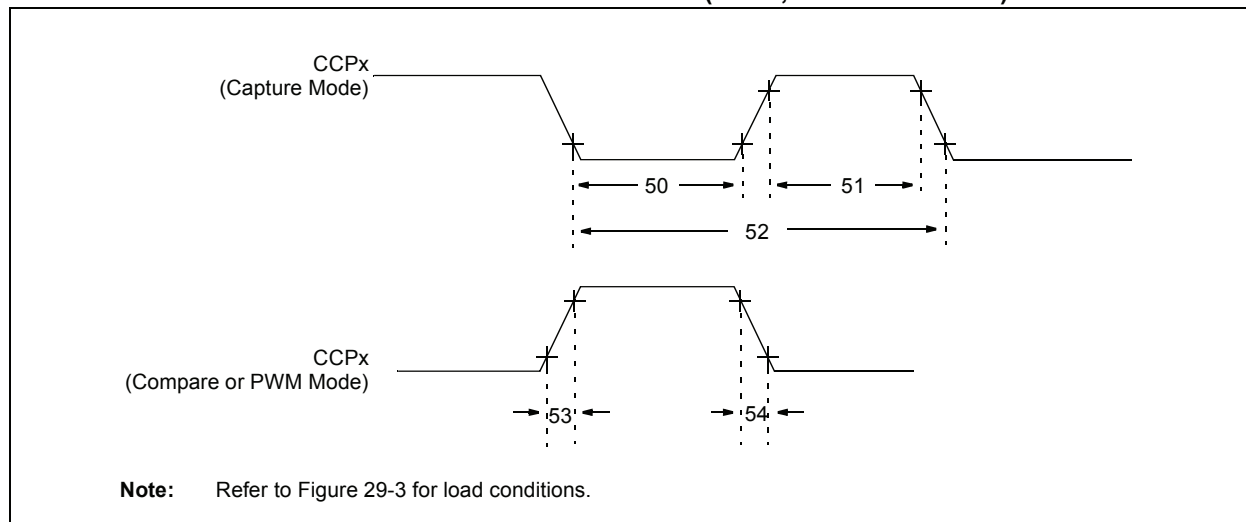 CCPx
(Capture Mode)
50
51
52
CCPx
(Compare or PWM Mode)
53
54
Note: Refer to Figure 29-3 for load conditions.